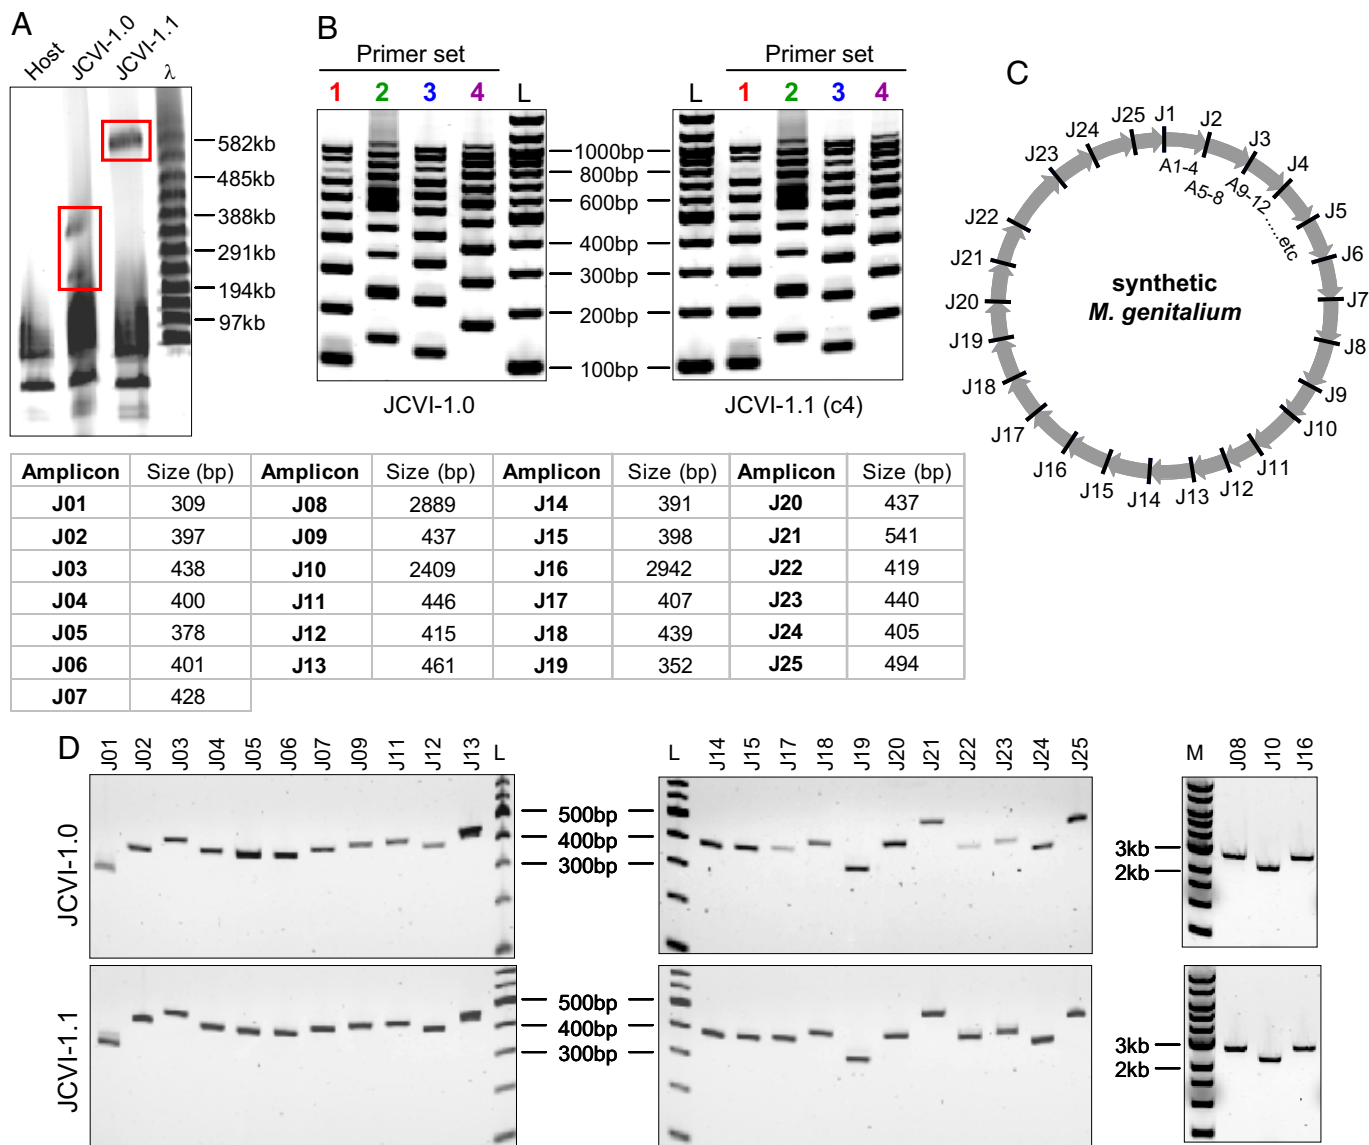 A
Host
JCVI-1.0
JCVI-1.1
λ
582kb
485kb
388kb
291kb
194kb
97kb
B
Primer set
1 2 3 4 L
Primer set
L 1 2 3 4
1000bp
800bp
600bp
400bp
300bp
200bp
100bp
JCVI-1.0
JCVI-1.1 (c4)
C
J1
J2
J3
J4
J5
J6
J7
J8
J9
J10
J11
J12
J13
J14
J15
J16
J17
J18
J19
J20
J21
J22
J23
J24
J25
A1-4
A5-8
A9-12
.....etc
synthetic
M. genitalium
Amplicon Size (bp) Amplicon Size (bp) Amplicon Size (bp) Amplicon Size (bp)
J01 309 J08 2889 J14 391 J20 437
J02 397 J09 437 J15 398 J21 541
J03 438 J10 2409 J16 2942 J22 419
J04 400 J11 446 J17 407 J23 440
J05 378 J12 415 J18 439 J24 405
J06 401 J13 461 J19 352 J25 494
J07 428
D
J01 J02 J03 J04 J05 J06 J07 J09 J11 J12 J13 L
L J14 J15 J17 J18 J19 J20 J21 J22 J23 J24 J25
M J08 J10 J16
JCVI-1.0
500bp
400bp
300bp
3kb
2kb
JCVI-1.1
500bp
400bp
300bp
3kb
2kb